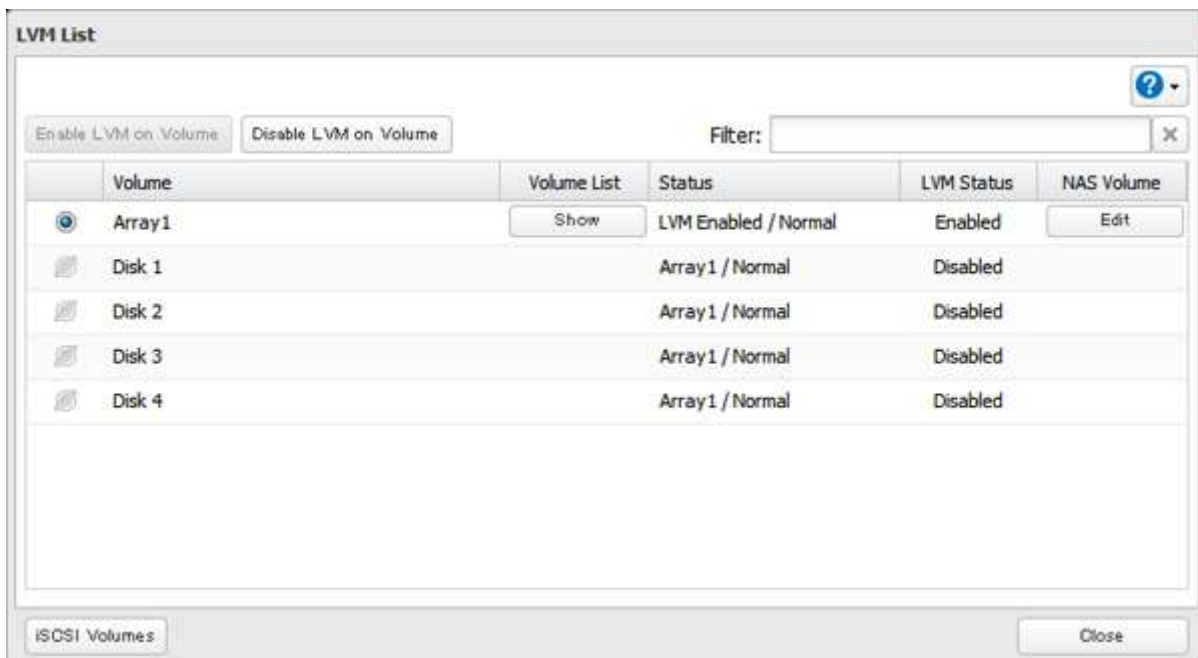 LVM List
?
Enable LVM on Volume Disable LVM on Volume Filter:
Volume Volume List Status LVM Status NAS Volume
Array1 Show LVM Enabled / Normal Enabled Edit
Disk 1 Array1 / Normal Disabled
Disk 2 Array1 / Normal Disabled
Disk 3 Array1 / Normal Disabled
Disk 4 Array1 / Normal Disabled
iSCSI Volumes Close